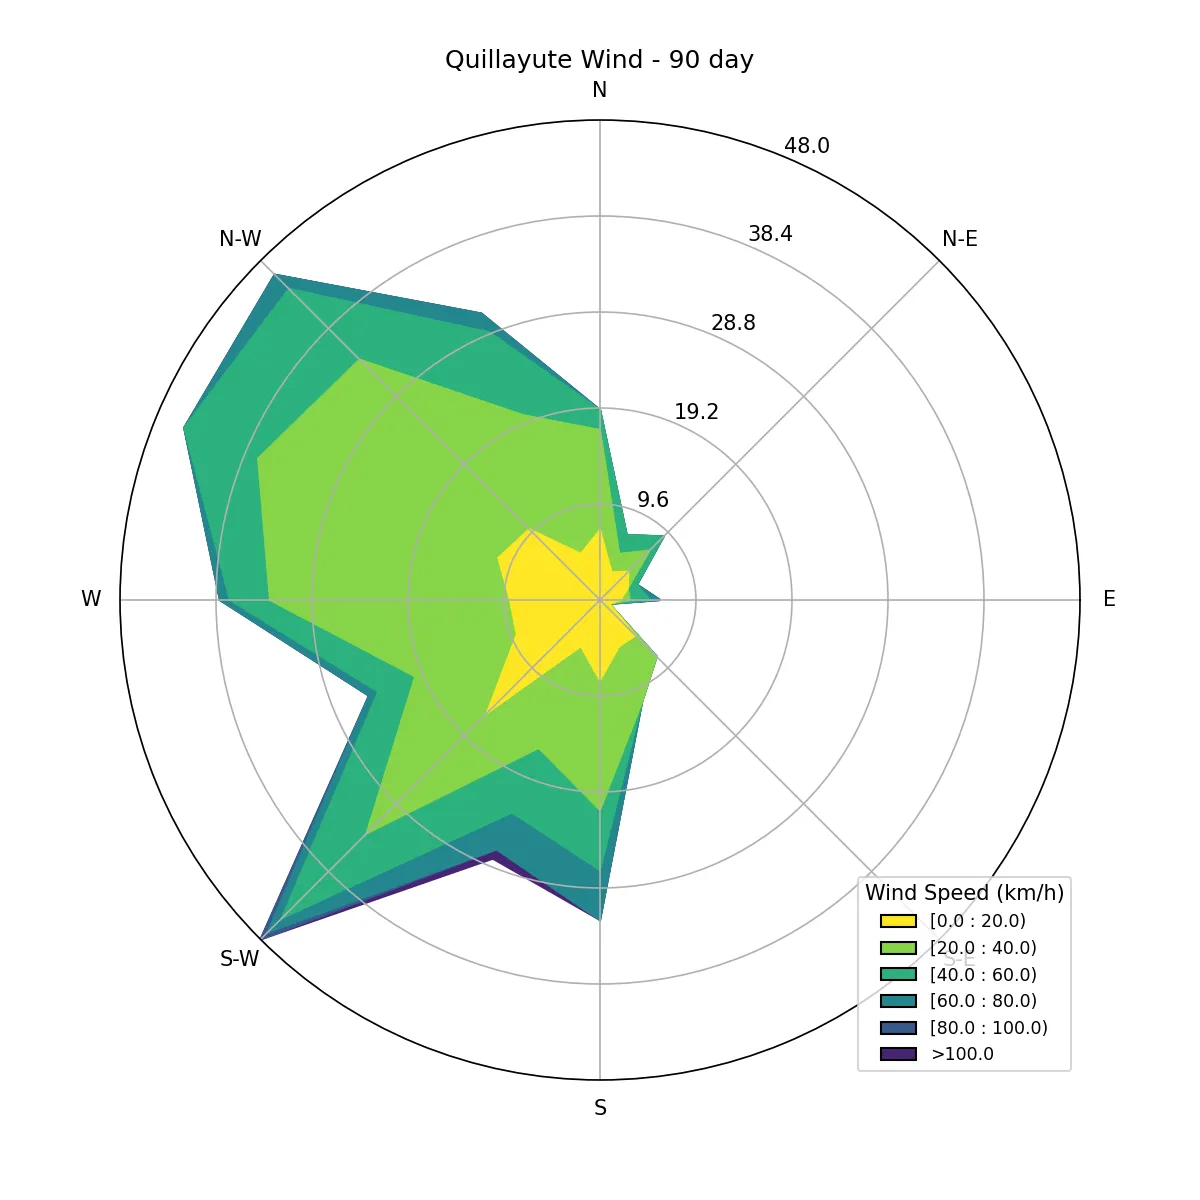 Quillayute Wind - 90 day
N
48.0
N-W
38.4
N-E
28.8
19.2
9.6
W
E
Wind Speed (km/h)
[0.0 : 20.0)
[20.0 : 40.0)
S-W
S-E
[40.0 : 60.0)
[60.0 : 80.0)
[80.0 : 100.0)
>100.0
S